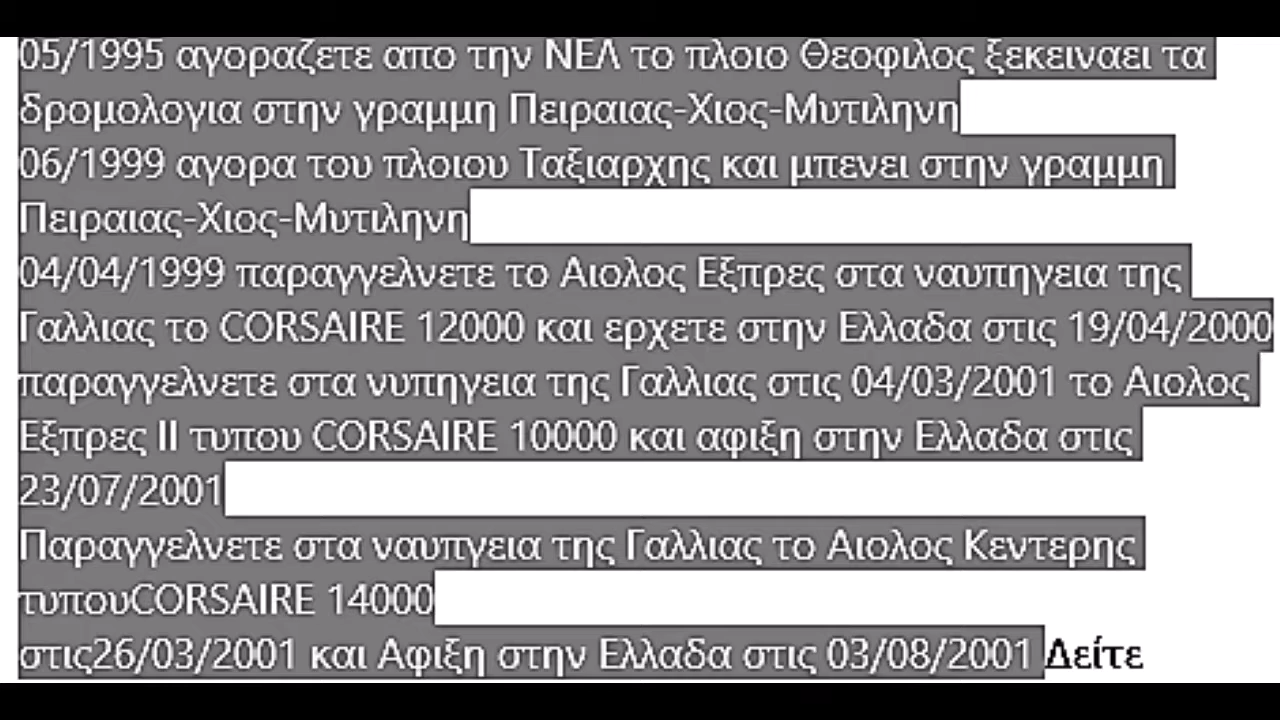 05/1995 αγοραζετε απο την ΝΕΛ το πλοιο Θεοφιλος ξεκειναει τα
δρομολογια στην γραμμη Πειραιας-Χιος-Μυτιληνη
06/1999 αγορα του πλοιου Ταξιαρχης και μπενει στην γραμμη
Πειραιας-Χιος-Μυτιληνη
04/04/1999 παραγγελνετε το Αιολος Εξπρες στα ναυπηγεια της
Γαλλιας το CORSAIRE 12000 και ερχετε στην Ελλαδα στις 19/04/2000
παραγγελνετε στα νυπηγεια της Γαλλιας στις 04/03/2001 το Αιολος
Εξπρες ΙΙ τυπου CORSAIRE 10000 και αφιξη στην Ελλαδα στις
23/07/2001
Παραγγελνετε στα ναυπγεια της Γαλλιας το Αιολος Κεντερης
τυπουCORSAIRE 14000
στις26/03/2001 και Αφιξη στην Ελλαδα στις 03/08/2001 Δείτε